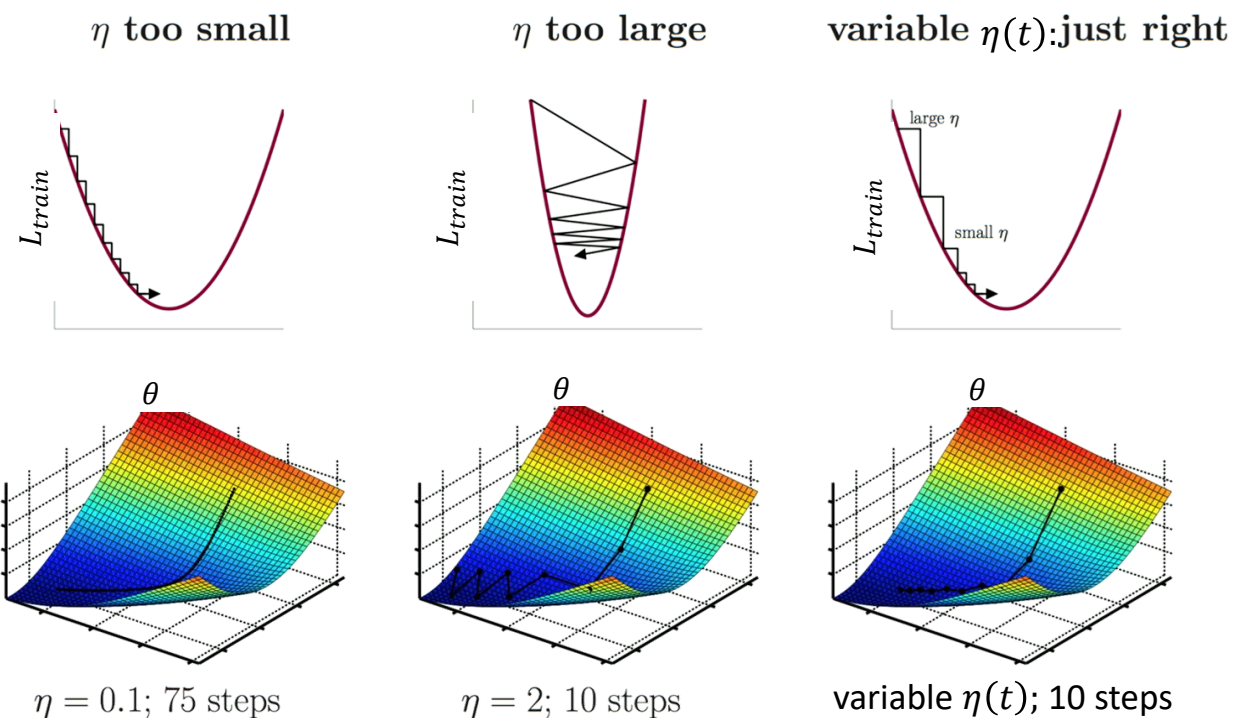 η too small
η too large
variable η(t):just right
L_train
L_train
large η
small η
L_train
θ
θ
θ
η = 0.1; 75 steps
η = 2; 10 steps
variable η(t); 10 steps